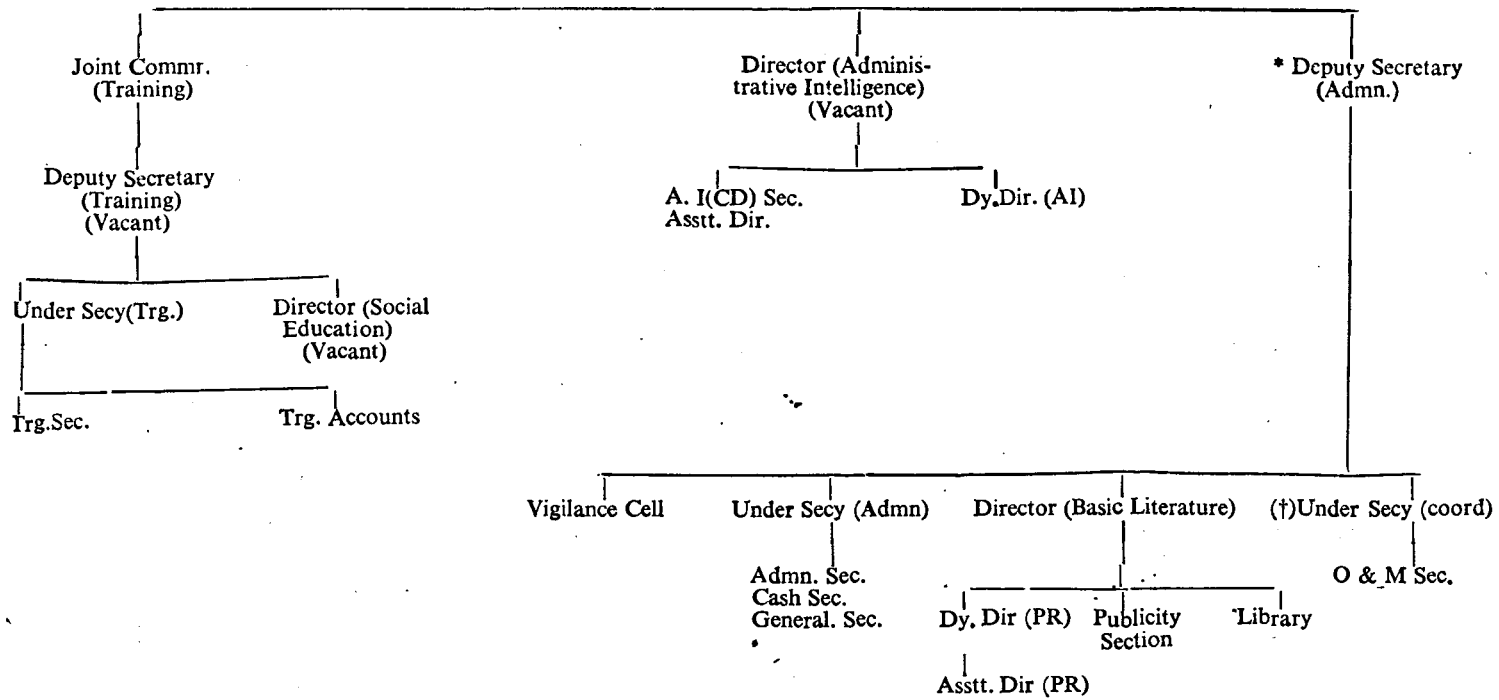 Joint Commr.
(Training)
Director (Adminis-
trative Intelligence)
(Vacant)
* Deputy Secretary
(Admn.)
Deputy Secretary
(Training)
(Vacant)
A. I(CD) Sec.
Asstt. Dir.
Dy.Dir. (AI)
Under Secy(Trg.)
Director (Social
Education)
(Vacant)
Trg.Sec.
Trg. Accounts
Vigilance Cell
Under Secy (Admn)
Director (Basic Literature)
(†)Under Secy (coord)
Admn. Sec.
Cash Sec.
General. Sec.
O & M Sec.
Dy. Dir (PR)
Publicity
Section
Library
Asstt. Dir (PR)